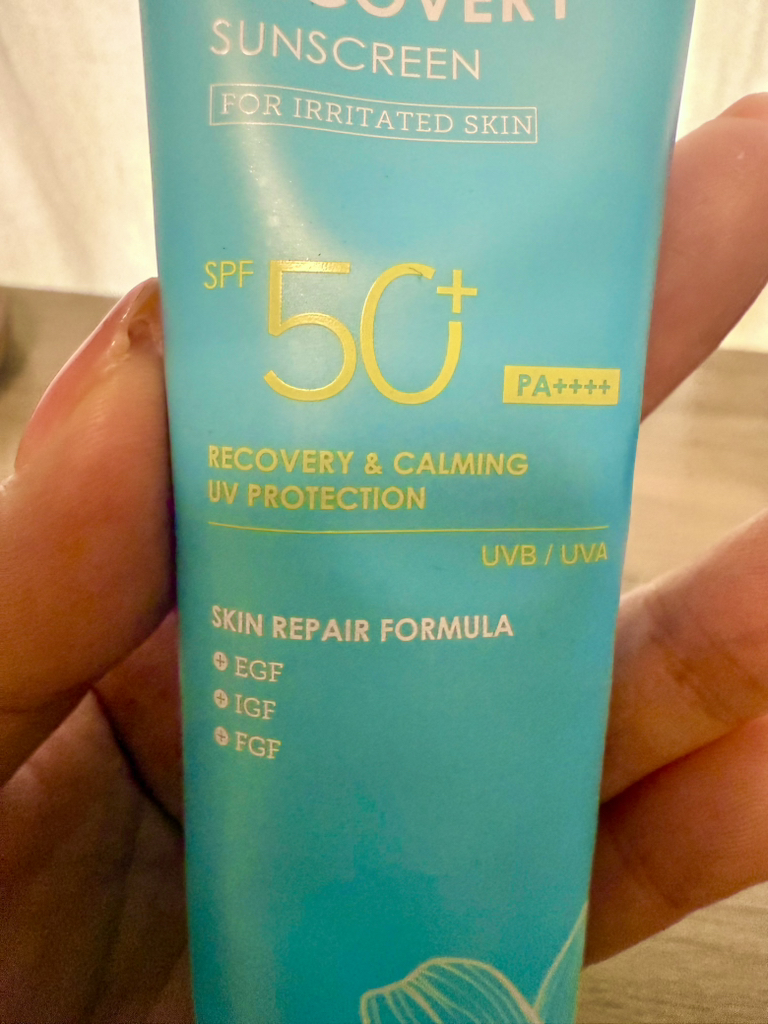 COVERY
SUNSCREEN
FOR IRRITATED SKIN
SPF 50+
PA++++
RECOVERY & CALMING
UV PROTECTION
UVB / UVA
SKIN REPAIR FORMULA
+ EGF
+ IGF
+ FGF